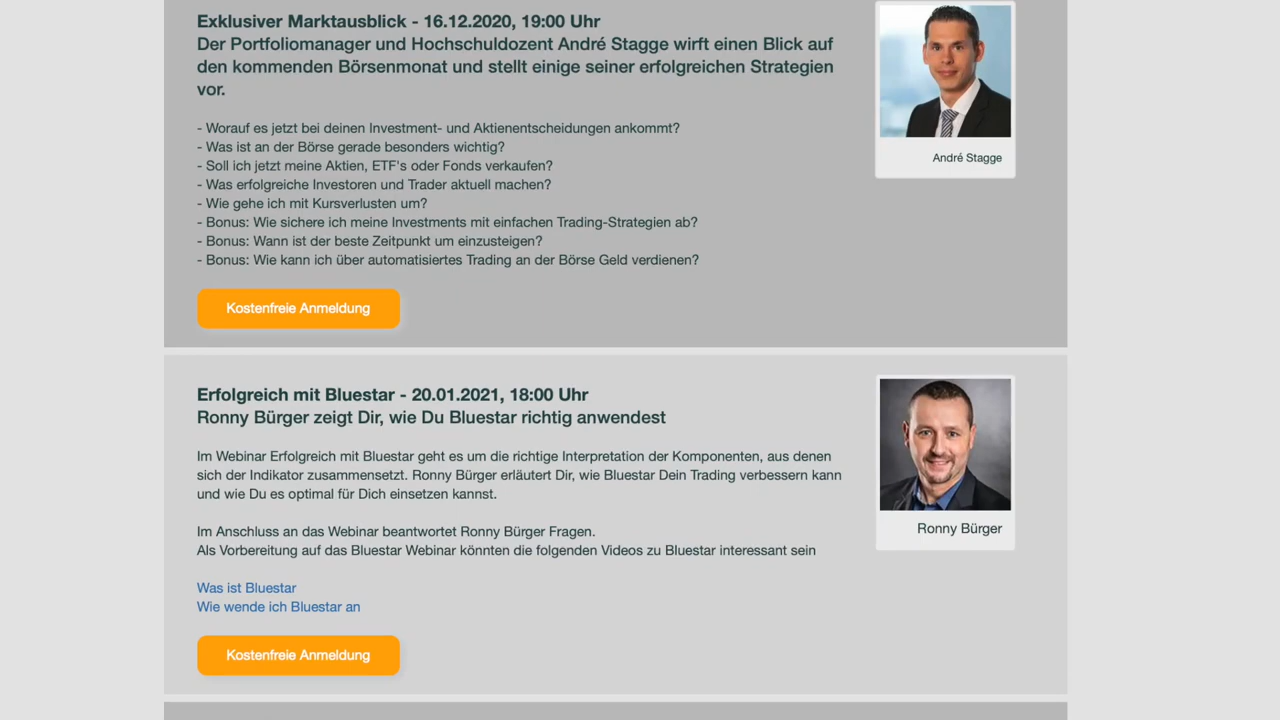 Exklusiver Marktausblick - 16.12.2020, 19:00 Uhr
Der Portfoliomanager und Hochschuldozent André Stagge wirft einen Blick auf
den kommenden Börsenmonat und stellt einige seiner erfolgreichen Strategien
vor.
- Worauf es jetzt bei deinen Investment- und Aktienentscheidungen ankommt?
- Was ist an der Börse gerade besonders wichtig?
- Soll ich jetzt meine Aktien, ETF's oder Fonds verkaufen?
- Was erfolgreiche Investoren und Trader aktuell machen?
- Wie gehe ich mit Kursverlusten um?
- Bonus: Wie sichere ich meine Investments mit einfachen Trading-Strategien ab?
- Bonus: Wann ist der beste Zeitpunkt um einzusteigen?
- Bonus: Wie kann ich über automatisiertes Trading an der Börse Geld verdienen?
Kostenfreie Anmeldung
André Stagge
Erfolgreich mit Bluestar - 20.01.2021, 18:00 Uhr
Ronny Bürger zeigt Dir, wie Du Bluestar richtig anwendest
Im Webinar Erfolgreich mit Bluestar geht es um die richtige Interpretation der Komponenten, aus denen
sich der Indikator zusammensetzt. Ronny Bürger erläutert Dir, wie Bluestar Dein Trading verbessern kann
und wie Du es optimal für Dich einsetzen kannst.
Im Anschluss an das Webinar beantwortet Ronny Bürger Fragen.
Als Vorbereitung auf das Bluestar Webinar könnten die folgenden Videos zu Bluestar interessant sein
Was ist Bluestar
Wie wende ich Bluestar an
Kostenfreie Anmeldung
Ronny Bürger